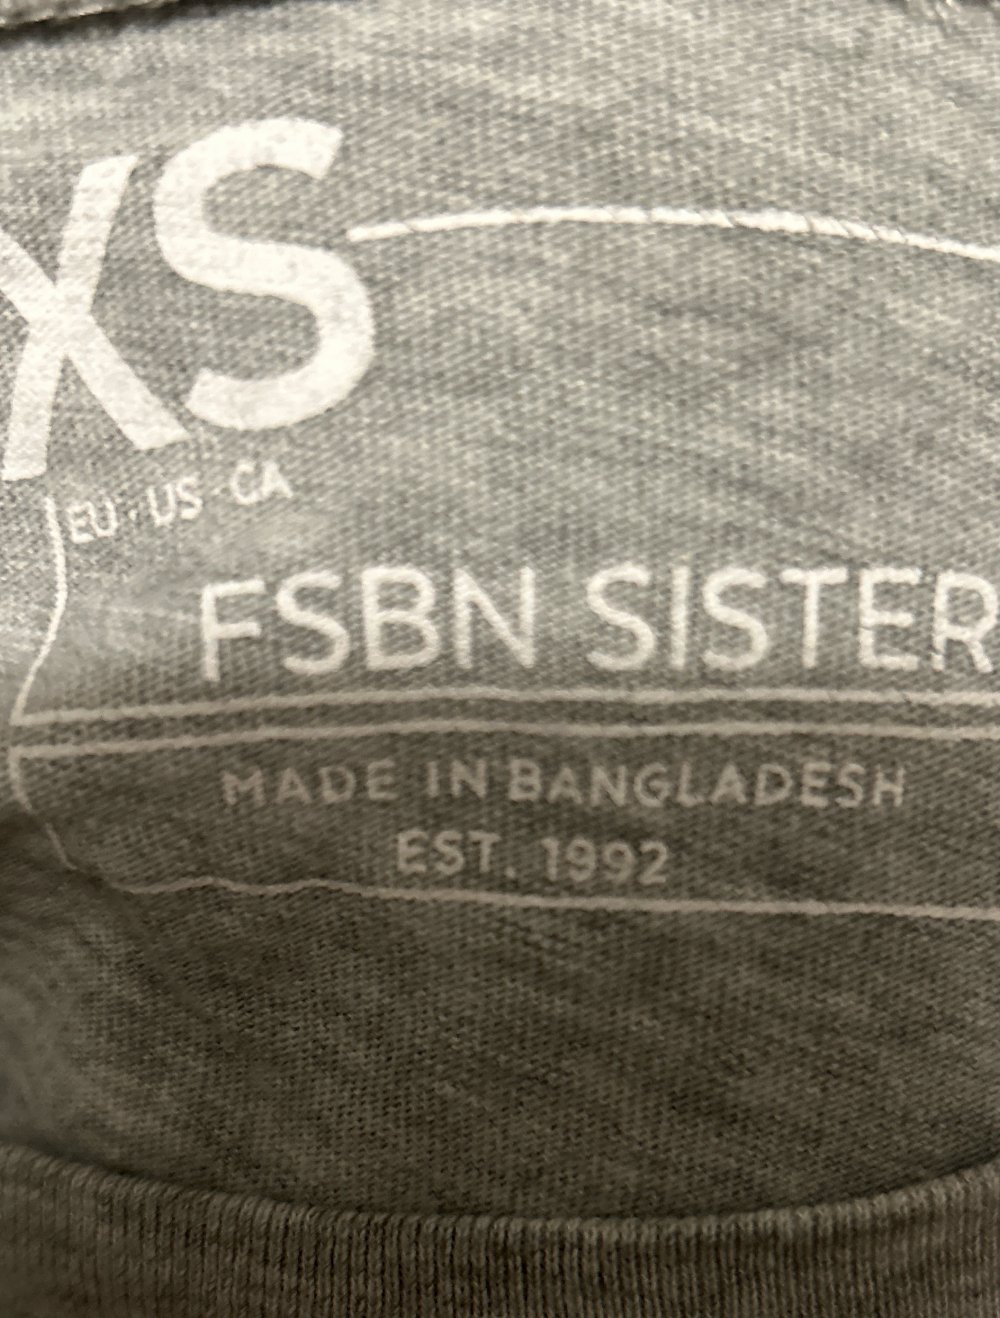 XS
EU · US · CA
FSBN SISTER
MADE IN BANGLADESH
EST. 1992